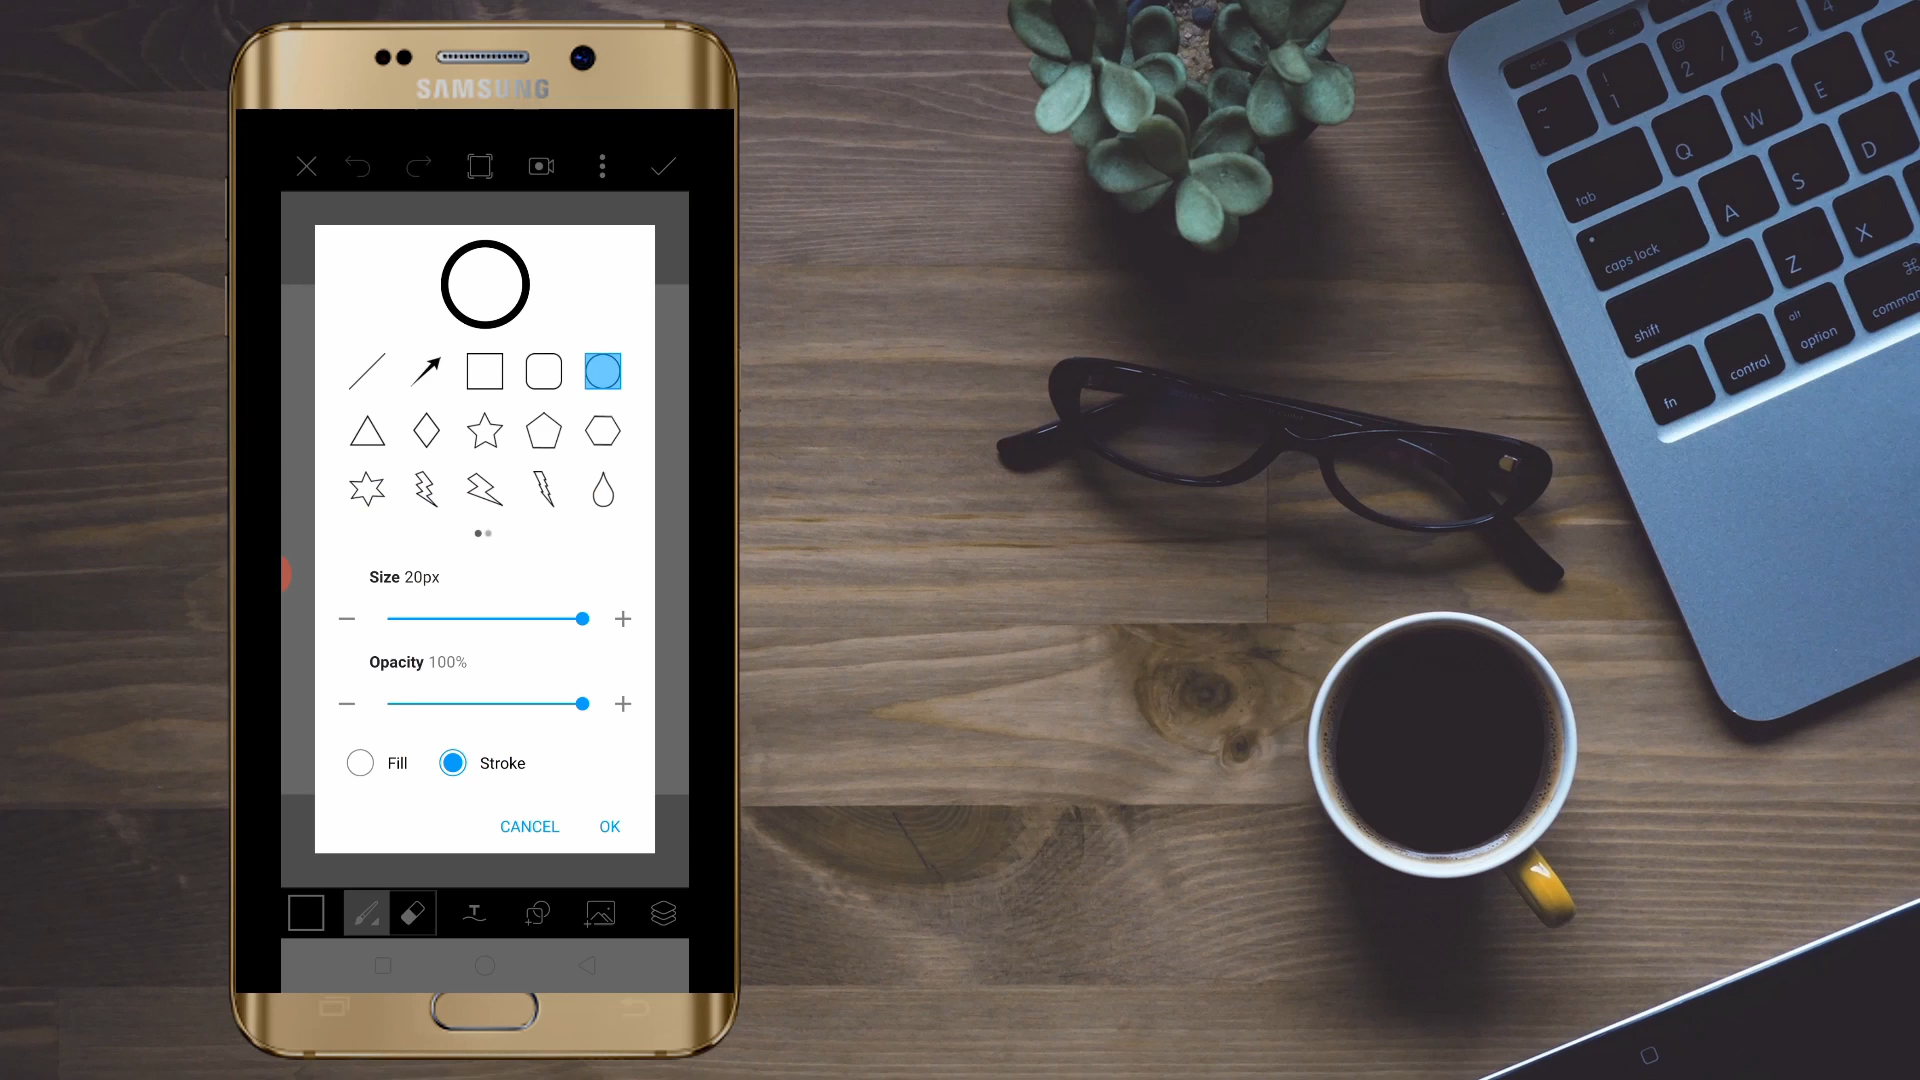 SAMSUNG
Size 20px
Opacity 100%
Fill Stroke
CANCEL OK
T
esc
~
! 1
@ 2
# 3
4
tab Q W E R
caps lock A S D
shift Z X
fn control alt option command